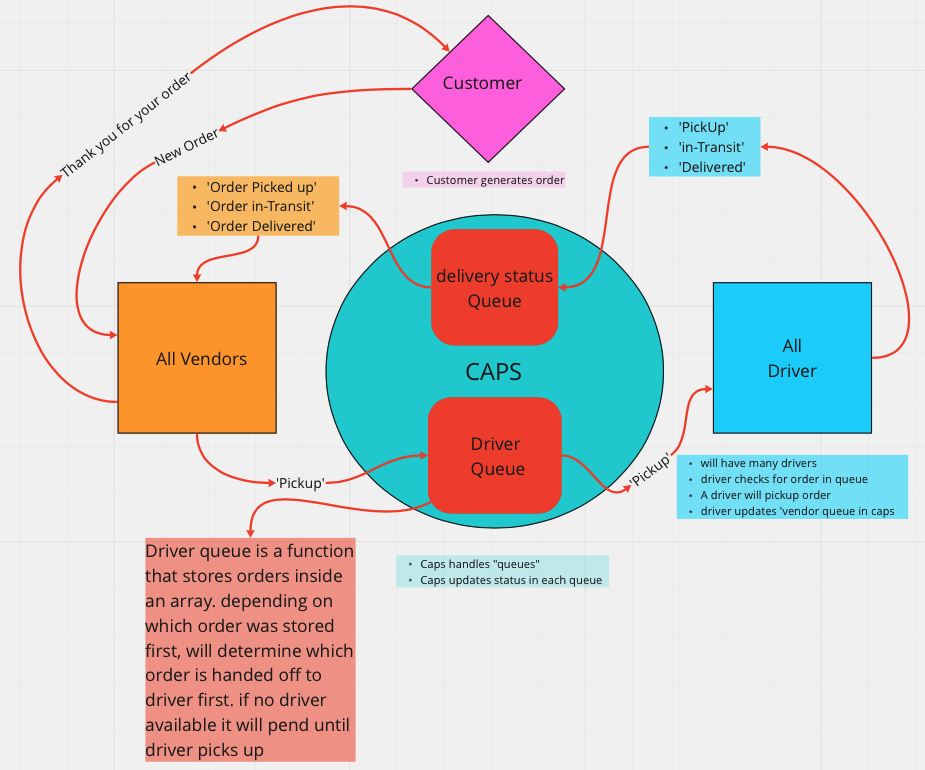 Customer
Thank you for your order
New Order
• 'PickUp'
• 'in-Transit'
• 'Delivered'
• Customer generates order
• 'Order Picked up'
• 'Order in-Transit'
• 'Order Delivered'
delivery status
Queue
All Vendors
CAPS
All
Driver
Driver
Queue
'Pickup'
'Pickup'
• will have many drivers
• driver checks for order in queue
• A driver will pickup order
• driver updates 'vendor queue in caps
Driver queue is a function
that stores orders inside
an array. depending on
which order was stored
first, will determine which
order is handed off to
driver first. if no driver
available it will pend until
driver picks up
• Caps handles "queues"
• Caps updates status in each queue